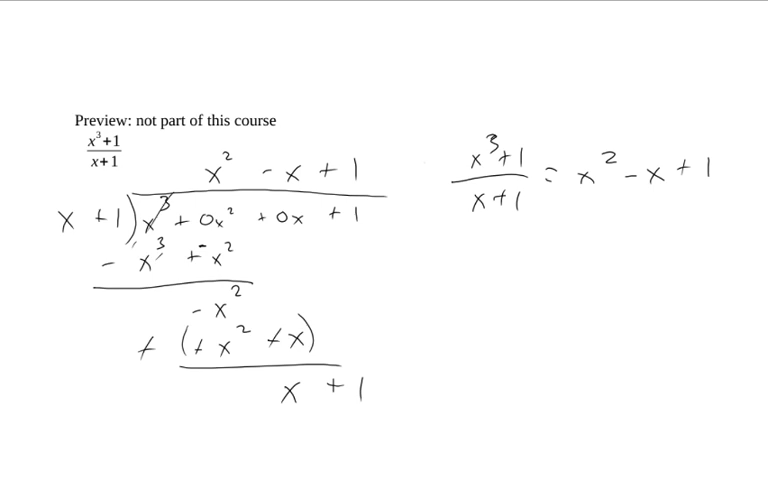 Preview: not part of this course
x³+1
x+1
x² - x + 1
x + 1 ) x³ + 0x² + 0x + 1
- x³ + - x²
- x²
+ (+ x² + x)
x + 1
x³+1
x+1
= x² - x + 1